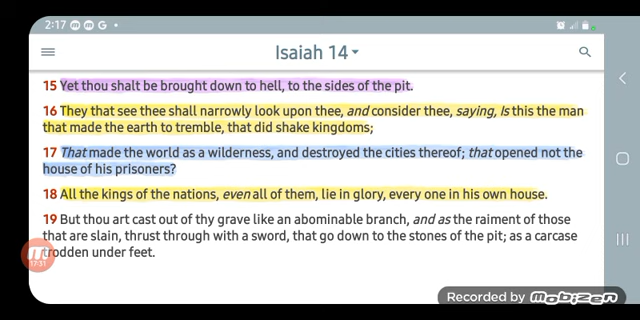 2:17
Isaiah 14
15 Yet thou shalt be brought down to hell, to the sides of the pit.
16 They that see thee shall narrowly look upon thee, and consider thee, saying, Is this the man
that made the earth to tremble, that did shake kingdoms;
17 That made the world as a wilderness, and destroyed the cities thereof; that opened not the
house of his prisoners?
18 All the kings of the nations, even all of them, lie in glory, every one in his own house.
19 But thou art cast out of thy grave like an abominable branch, and as the raiment of those
that are slain, thrust through with a sword, that go down to the stones of the pit; as a carcase
trodden under feet.
17:31
Recorded by Mobizen